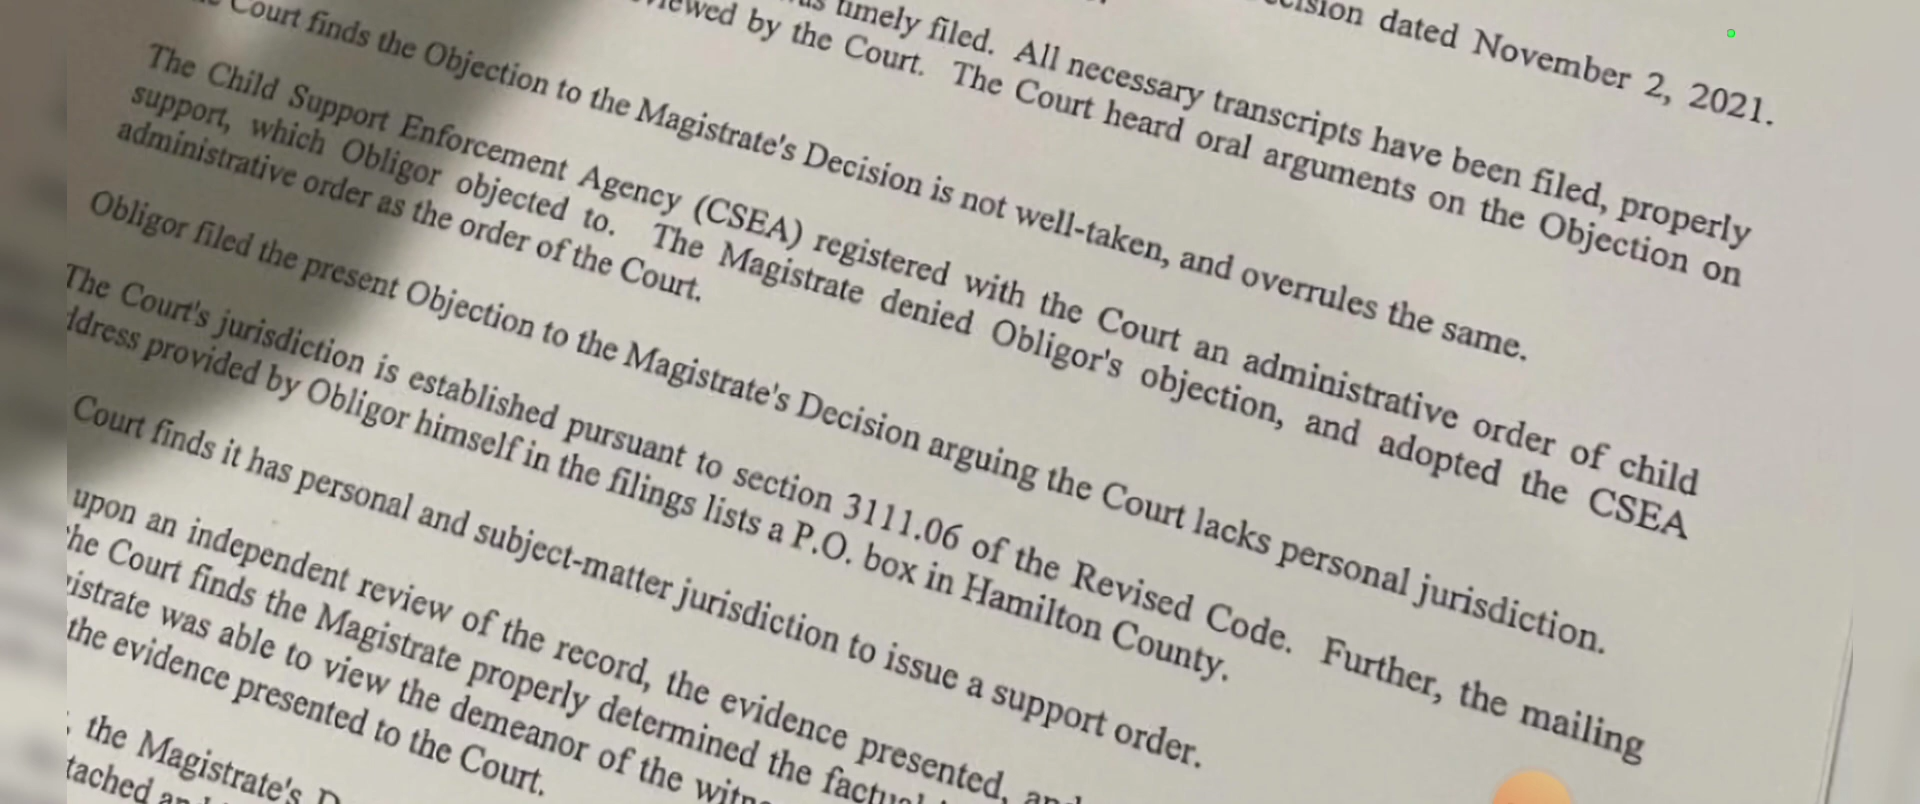 decision dated November 2, 2021.
was timely filed. All necessary transcripts have been filed, properly
reviewed by the Court. The Court heard oral arguments on the Objection on
Court finds the Objection to the Magistrate's Decision is not well-taken, and overrules the same.
The Child Support Enforcement Agency (CSEA) registered with the Court an administrative order of child
support, which Obligor objected to. The Magistrate denied Obligor's objection, and adopted the CSEA
administrative order as the order of the Court.
Obligor filed the present Objection to the Magistrate's Decision arguing the Court lacks personal jurisdiction.
The Court's jurisdiction is established pursuant to section 3111.06 of the Revised Code. Further, the mailing
ddress provided by Obligor himself in the filings lists a P.O. box in Hamilton County.
Court finds it has personal and subject-matter jurisdiction to issue a support order.
upon an independent review of the record, the evidence presented,
the Court finds the Magistrate properly determined the factual
gistrate was able to view the demeanor of the
the evidence presented to the Court.
the Magistrate's
tached